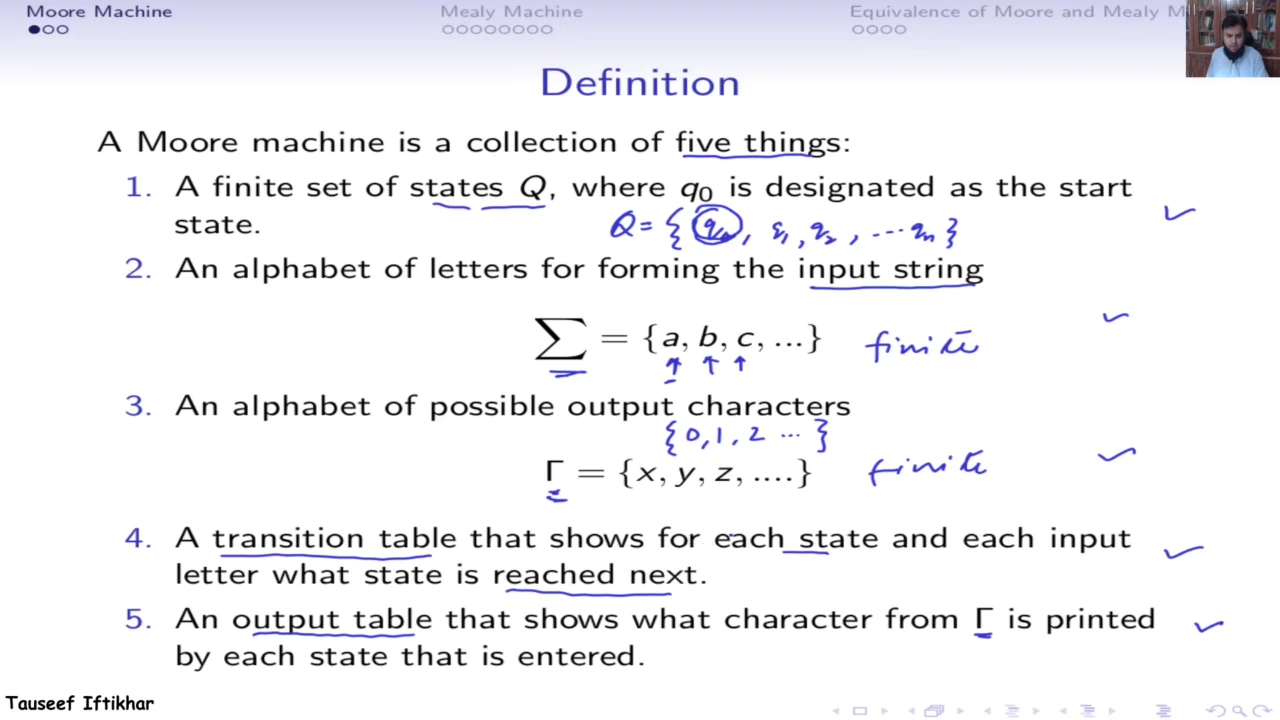 Moore Machine Mealy Machine Equivalence of Moore and Mealy M
Definition
A Moore machine is a collection of five things:
1. A finite set of states Q, where q0 is designated as the start
state.
Q = { q0, q1, q2, ... qn }
2. An alphabet of letters for forming the input string
∑ = {a, b, c, ...} finite
3. An alphabet of possible output characters
{0, 1, 2 ... }
Γ = {x, y, z, ....} finite
4. A transition table that shows for each state and each input
letter what state is reached next.
5. An output table that shows what character from Γ is printed
by each state that is entered.
Tauseef Iftikhar